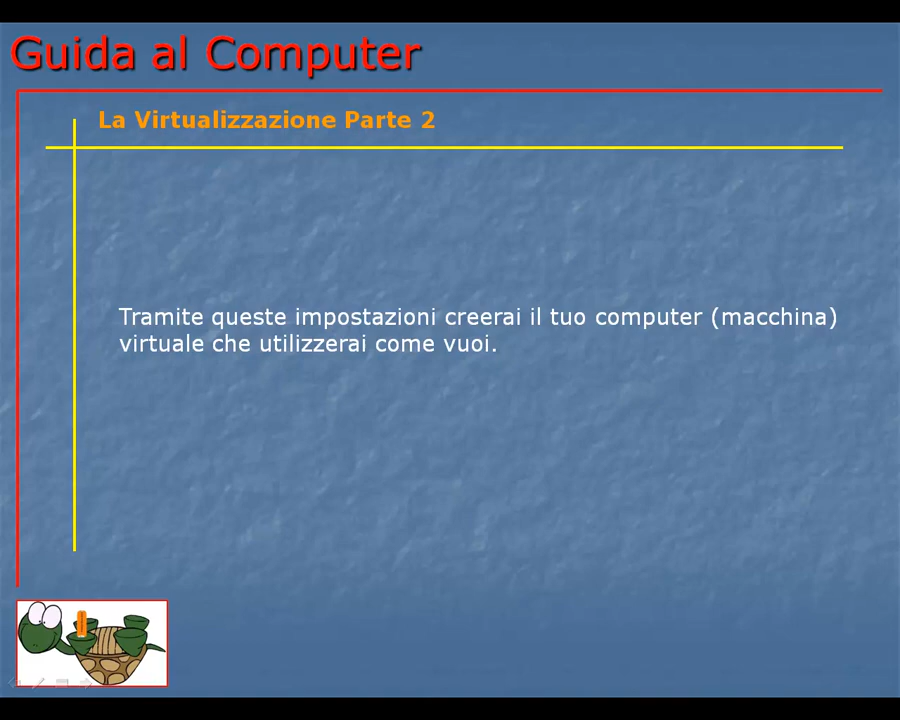 Guida al Computer
La Virtualizzazione Parte 2
Tramite queste impostazioni creerai il tuo computer (macchina)
virtuale che utilizzerai come vuoi.